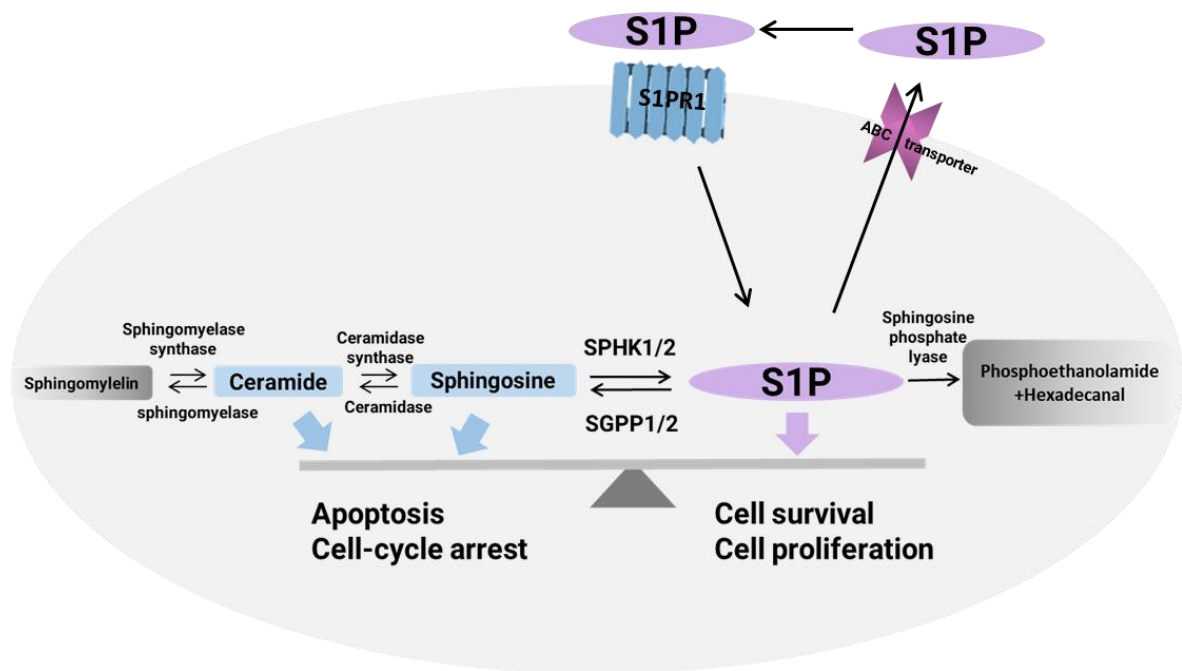 S1P
S1P
S1PR1
ABC transporter
Sphingomyelase
synthase
Sphingomylelin
sphingomyelase
Ceramide
Ceramidase
synthase
Ceramidase
Sphingosine
SPHK1/2
SGPP1/2
S1P
Sphingosine
phosphate
lyase
Phosphoethanolamide
+Hexadecanal
Apoptosis
Cell-cycle arrest
Cell survival
Cell proliferation